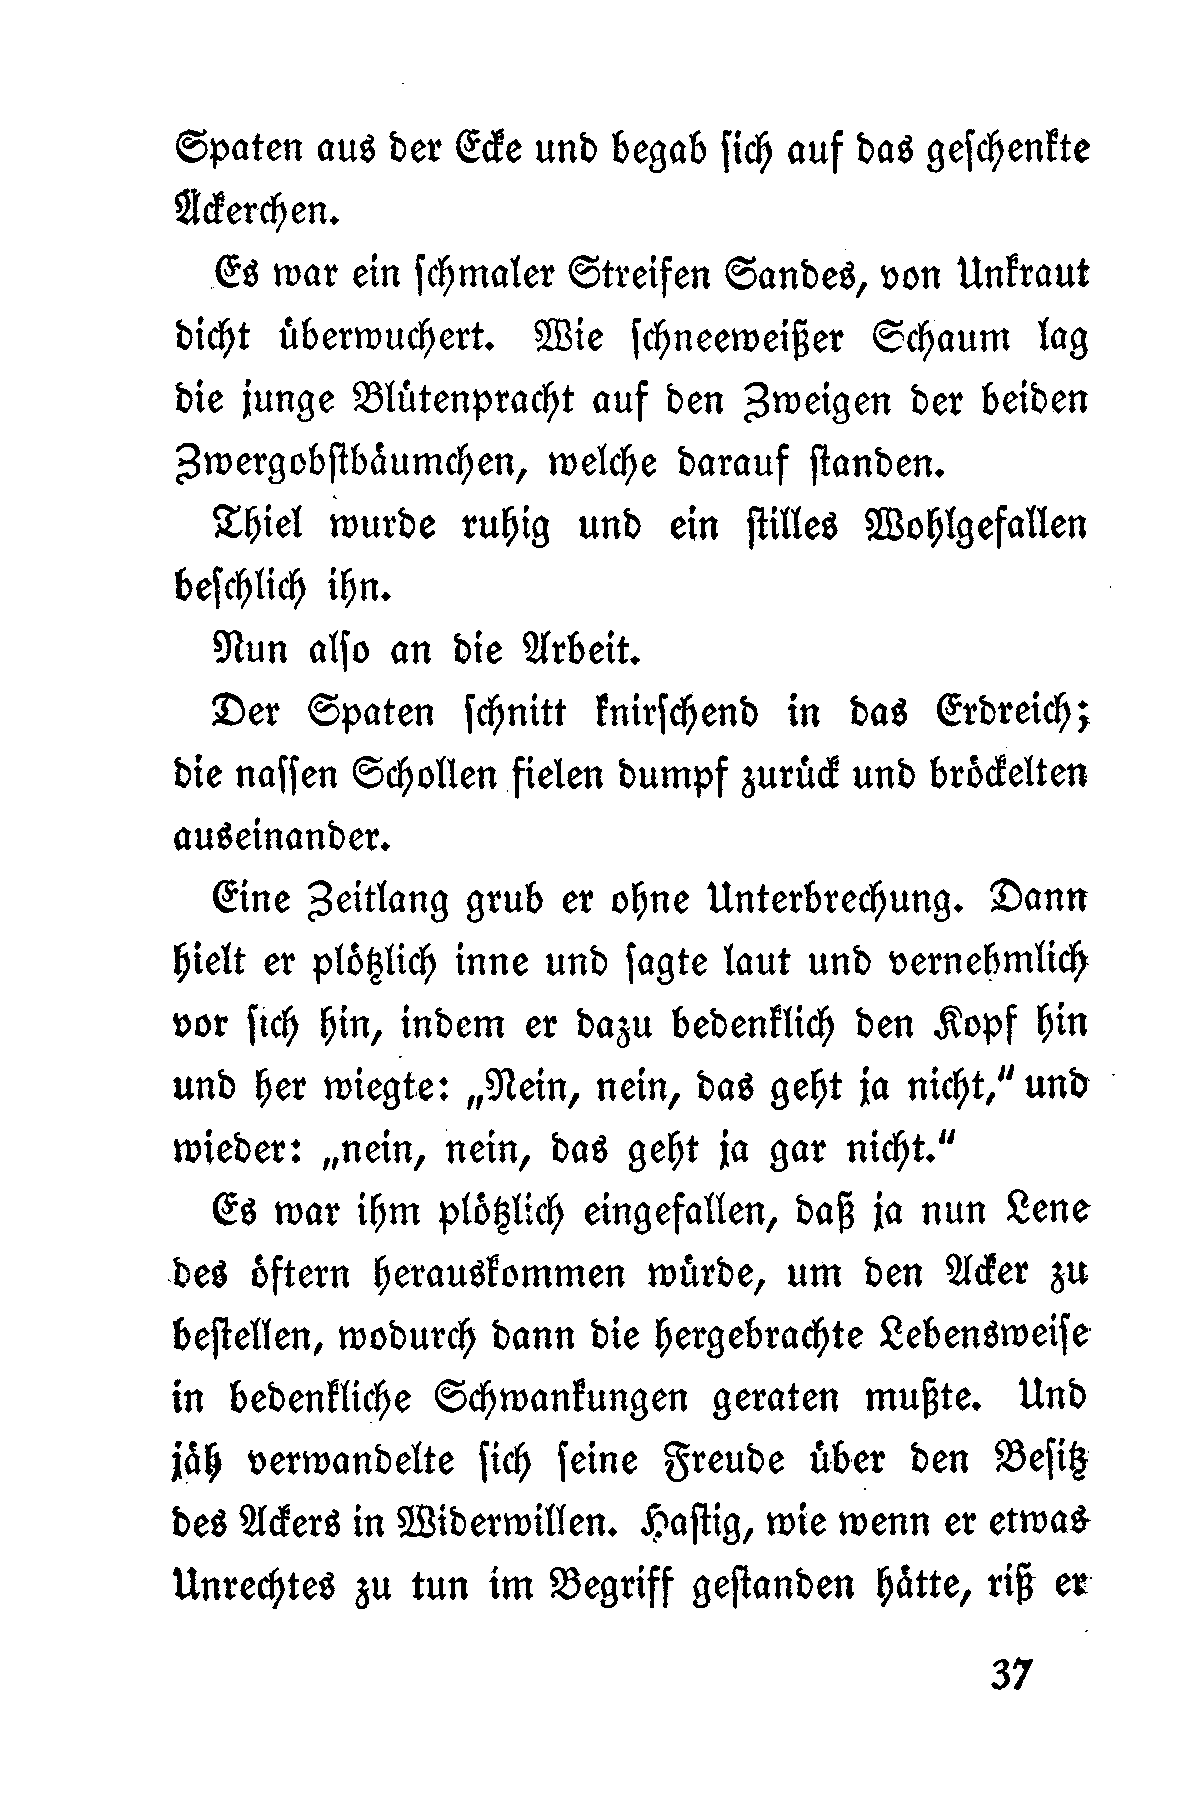 Spaten aus der Ecke und begab sich auf das geschenkte
Äckerchen.
Es war ein schmaler Streifen Sandes, von Unkraut
dicht überwuchert. Wie schneeweißer Schaum lag
die junge Blütenpracht auf den Zweigen der beiden
Zwergobstbäumchen, welche darauf standen.
Thiel wurde ruhig und ein stilles Wohlgefallen
beschlich ihn.
Nun also an die Arbeit.
Der Spaten schnitt knirschend in das Erdreich;
die nassen Schollen fielen dumpf zurück und bröckelten
auseinander.
Eine Zeitlang grub er ohne Unterbrechung. Dann
hielt er plötzlich inne und sagte laut und vernehmlich
vor sich hin, indem er dazu bedenklich den Kopf hin
und her wiegte: „Nein, nein, das geht ja nicht,“ und
wieder: „nein, nein, das geht ja gar nicht.“
Es war ihm plötzlich eingefallen, daß ja nun Lene
des öftern herauskommen würde, um den Acker zu
bestellen, wodurch dann die hergebrachte Lebensweise
in bedenkliche Schwankungen geraten mußte. Und
jäh verwandelte sich seine Freude über den Besitz
des Ackers in Widerwillen. Hastig, wie wenn er etwas
Unrechtes zu tun im Begriff gestanden hätte, riß er
37